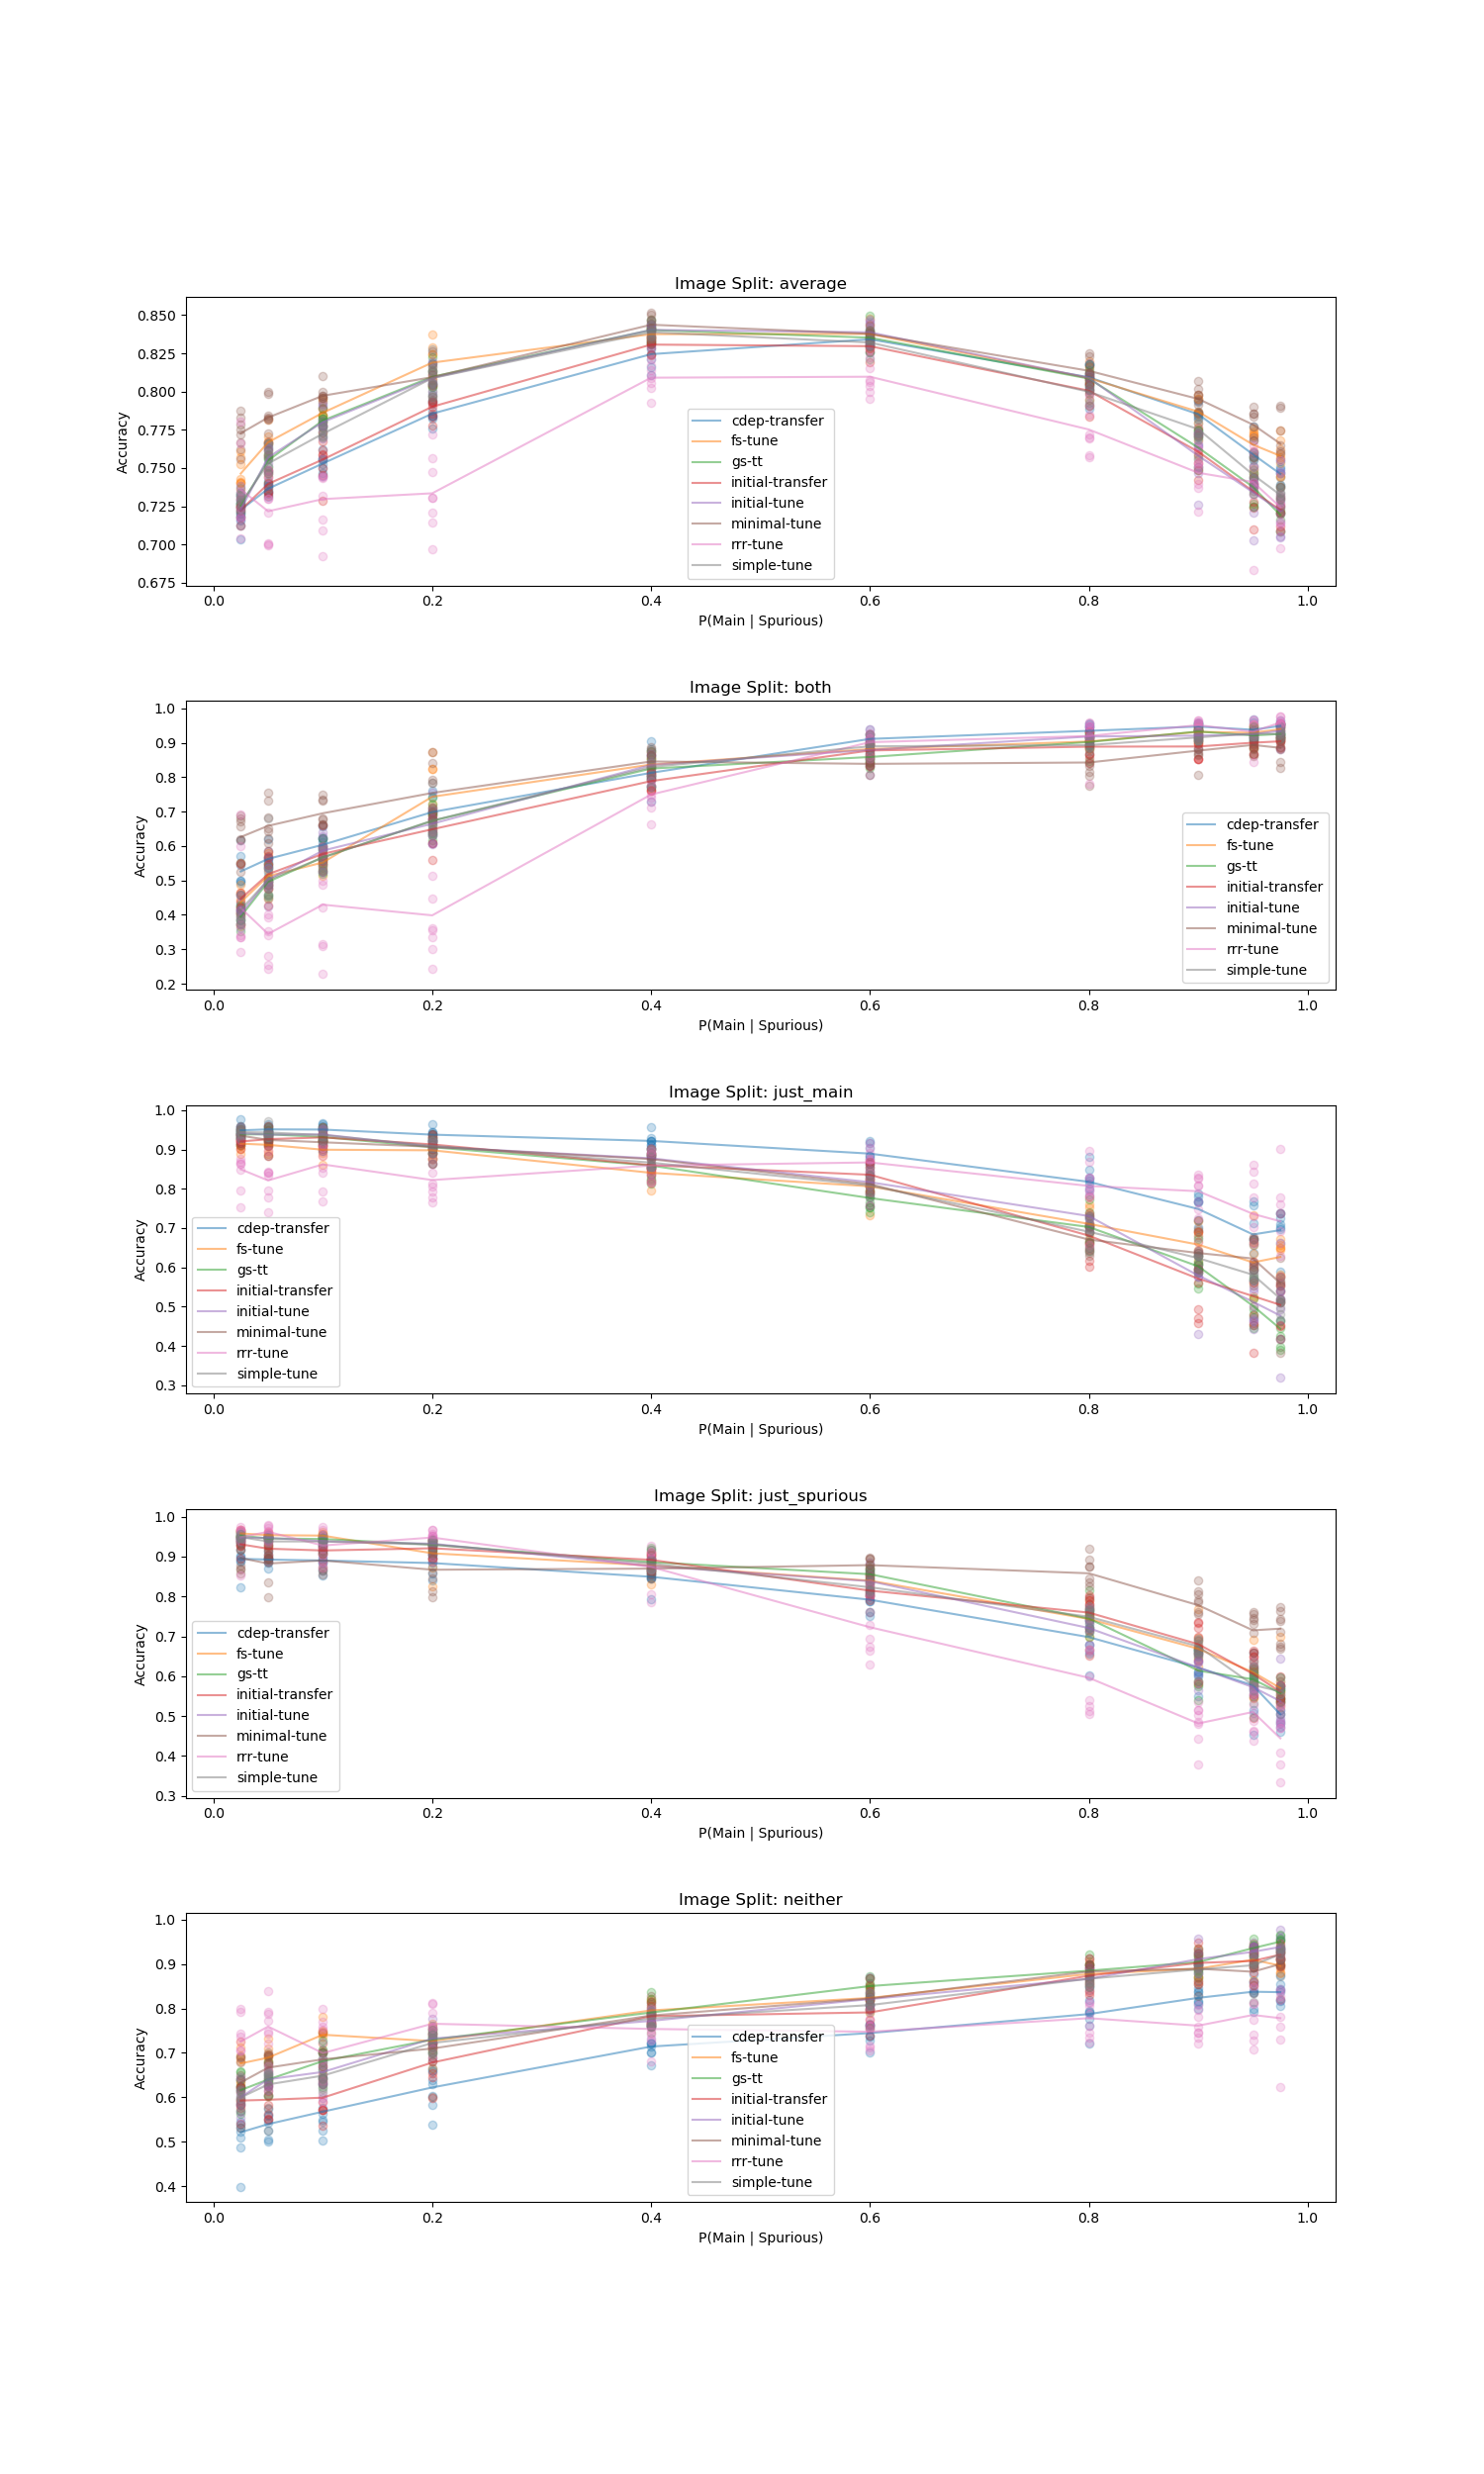 Image Split: average
0.850
0.825
0.800
0.775
0.750
0.725
0.700
0.675
Accuracy
cdep-transfer
fs-tune
gs-tt
initial-transfer
initial-tune
minimal-tune
rrr-tune
simple-tune
0.0 0.2 0.4 0.6 0.8 1.0
P(Main | Spurious)
Image Split: both
1.0
0.9
0.8
0.7
0.6
0.5
0.4
0.3
0.2
Accuracy
cdep-transfer
fs-tune
gs-tt
initial-transfer
initial-tune
minimal-tune
rrr-tune
simple-tune
0.0 0.2 0.4 0.6 0.8 1.0
P(Main | Spurious)
Image Split: just_main
1.0
0.9
0.8
0.7
0.6
0.5
0.4
0.3
Accuracy
cdep-transfer
fs-tune
gs-tt
initial-transfer
initial-tune
minimal-tune
rrr-tune
simple-tune
0.0 0.2 0.4 0.6 0.8 1.0
P(Main | Spurious)
Image Split: just_spurious
1.0
0.9
0.8
0.7
0.6
0.5
0.4
0.3
Accuracy
cdep-transfer
fs-tune
gs-tt
initial-transfer
initial-tune
minimal-tune
rrr-tune
simple-tune
0.0 0.2 0.4 0.6 0.8 1.0
P(Main | Spurious)
Image Split: neither
1.0
0.9
0.8
0.7
0.6
0.5
0.4
Accuracy
cdep-transfer
fs-tune
gs-tt
initial-transfer
initial-tune
minimal-tune
rrr-tune
simple-tune
0.0 0.2 0.4 0.6 0.8 1.0
P(Main | Spurious)